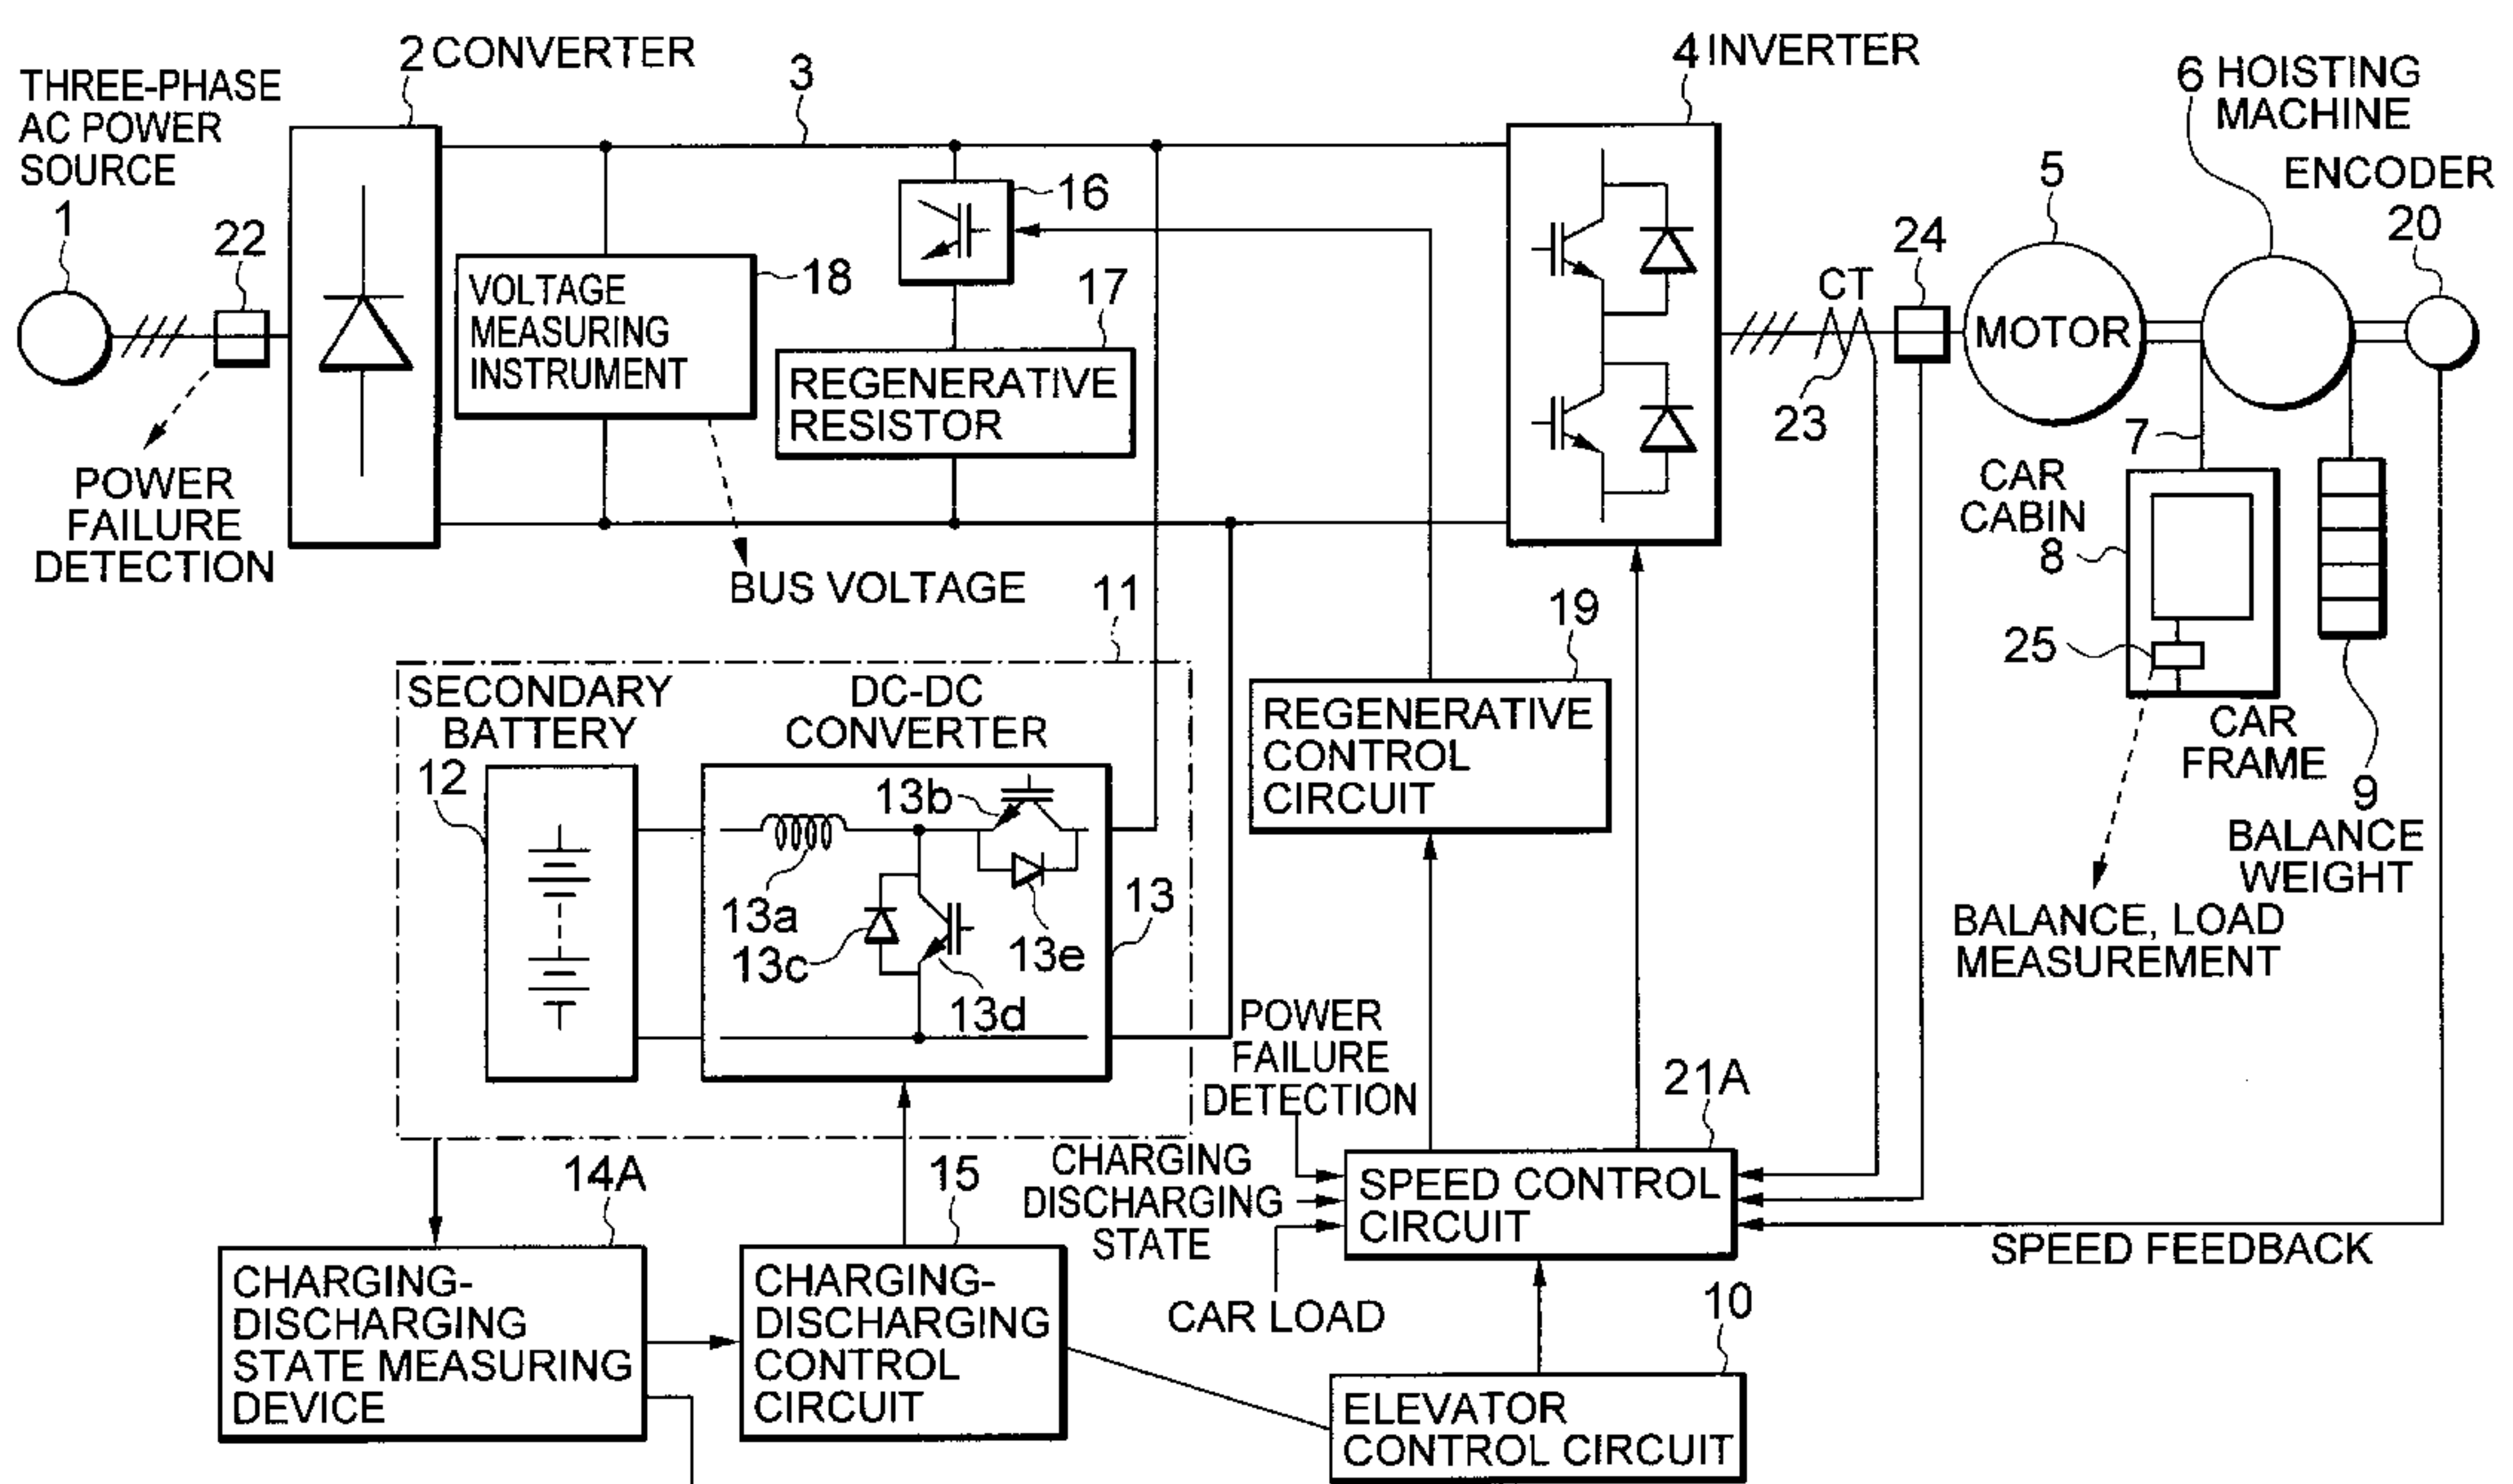 2 CONVERTER
3
4 INVERTER
6 HOISTING
MACHINE
THREE-PHASE
AC POWER
SOURCE
1
22
16
5
ENCODER
20
24
18
17
CT
VOLTAGE
MEASURING
INSTRUMENT
REGENERATIVE
RESISTOR
MOTOR
23
7
POWER
FAILURE
DETECTION
CAR
CABIN
8
BUS VOLTAGE
11
19
25
SECONDARY
BATTERY
12
DC-DC
CONVERTER
REGENERATIVE
CONTROL
CIRCUIT
CAR
FRAME
9
BALANCE
WEIGHT
13b
13a
13c
13e
13d
13
BALANCE, LOAD
MEASUREMENT
POWER
FAILURE
DETECTION
21A
CHARGING
DISCHARGING
STATE
14A
15
SPEED CONTROL
CIRCUIT
SPEED FEEDBACK
CAR LOAD
10
CHARGING-
DISCHARGING
STATE MEASURING
DEVICE
CHARGING-
DISCHARGING
CONTROL
CIRCUIT
ELEVATOR
CONTROL CIRCUIT